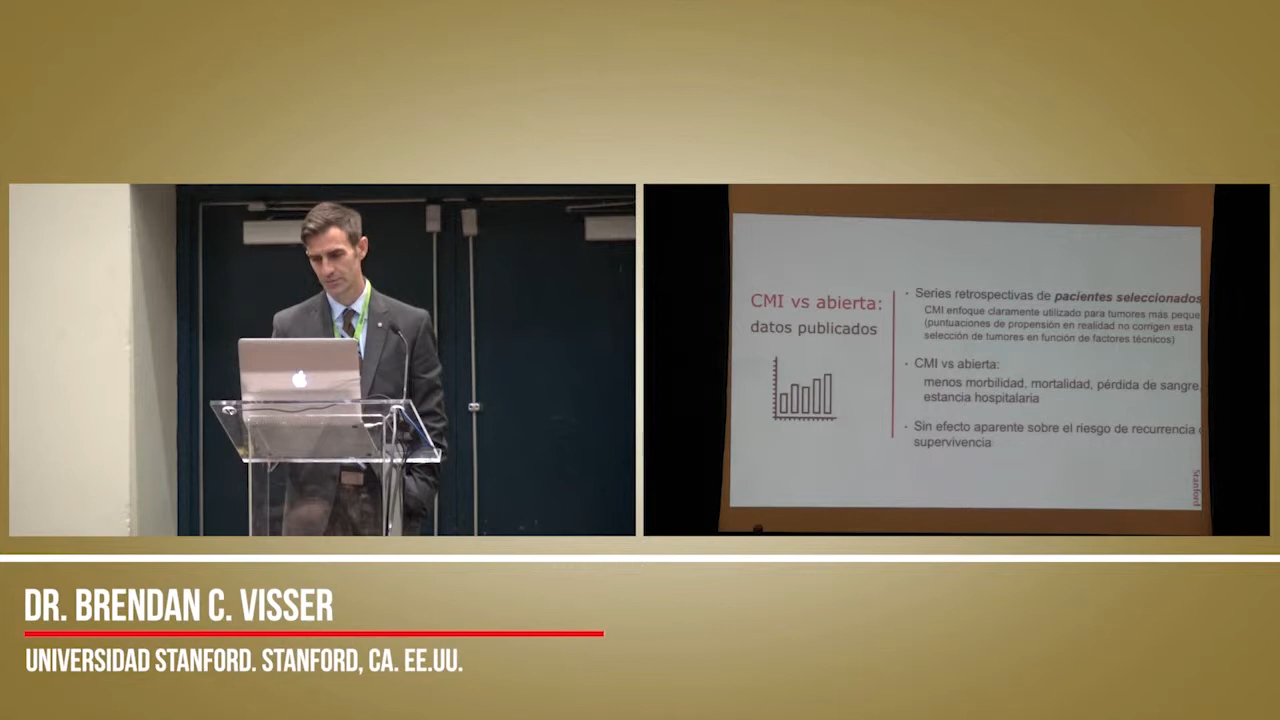 CMI vs abierta:
datos publicados
· Series retrospectivas de pacientes seleccionados
CMI enfoque claramente utilizado para tumores más
(puntuaciones de propensión en realidad no corrigen esta
selección de tumores en función de factores técnicos)
· CMI vs abierta:
menos morbilidad, mortalidad, pérdida de sangre,
estancia hospitalaria
· Sin efecto aparente sobre el riesgo de recurrencia
supervivencia
Stanford
DR. BRENDAN C. VISSER
UNIVERSIDAD STANFORD. STANFORD, CA. EE.UU.